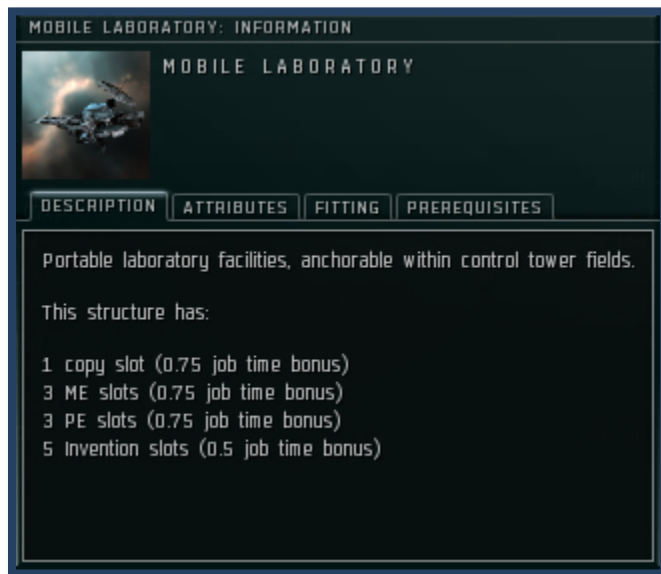 MOBILE LABORATORY: INFORMATION
MOBILE LABORATORY
DESCRIPTION ATTRIBUTES FITTING PREREQUISITES
Portable laboratory facilities, anchorable within control tower fields.
This structure has:
1 copy slot (0.75 job time bonus)
3 ME slots (0.75 job time bonus)
3 PE slots (0.75 job time bonus)
5 Invention slots (0.5 job time bonus)